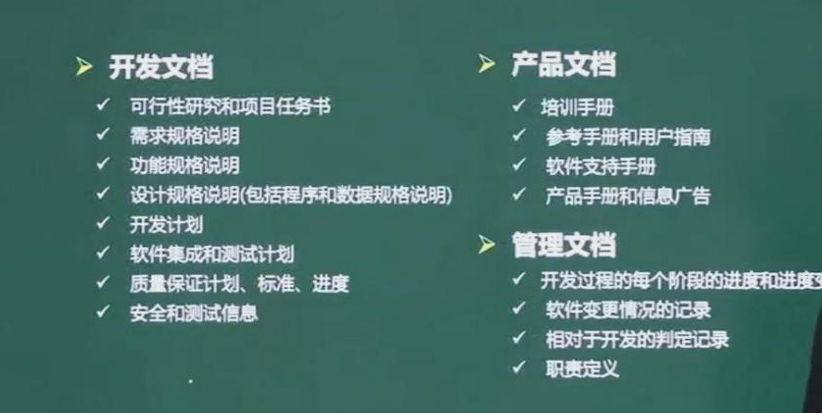 开发文档
可行性研究和项目任务书
需求规格说明
功能规格说明
设计规格说明(包括程序和数据规格说明)
开发计划
软件集成和测试计划
质量保证计划、标准、进度
安全和测试信息
产品文档
培训手册
参考手册和用户指南
软件支持手册
产品手册和信息广告
管理文档
开发过程的每个阶段的进度和进度
软件变更情况的记录
相对于开发的判定记录
职责定义